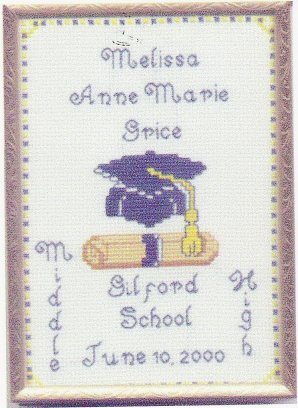 Melissa
Anne Marie
Grice
Middle
Gilford
School
High
June 10, 2000